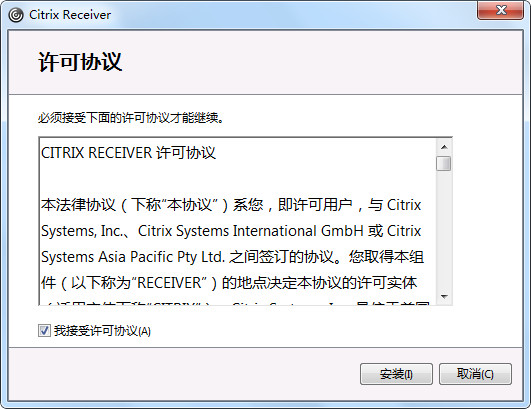 Citrix Receiver
许可协议
必须接受下面的许可协议才能继续。
CITRIX RECEIVER 许可协议
本法律协议（下称“本协议”）系您，即许可用户，与 Citrix
Systems, Inc.、Citrix Systems International GmbH 或 Citrix
Systems Asia Pacific Pty Ltd. 之间签订的协议。您取得本组
件（以下称为“RECEIVER”）的地点决定本协议的许可实体
我接受许可协议(A)
安装(I)
取消(C)